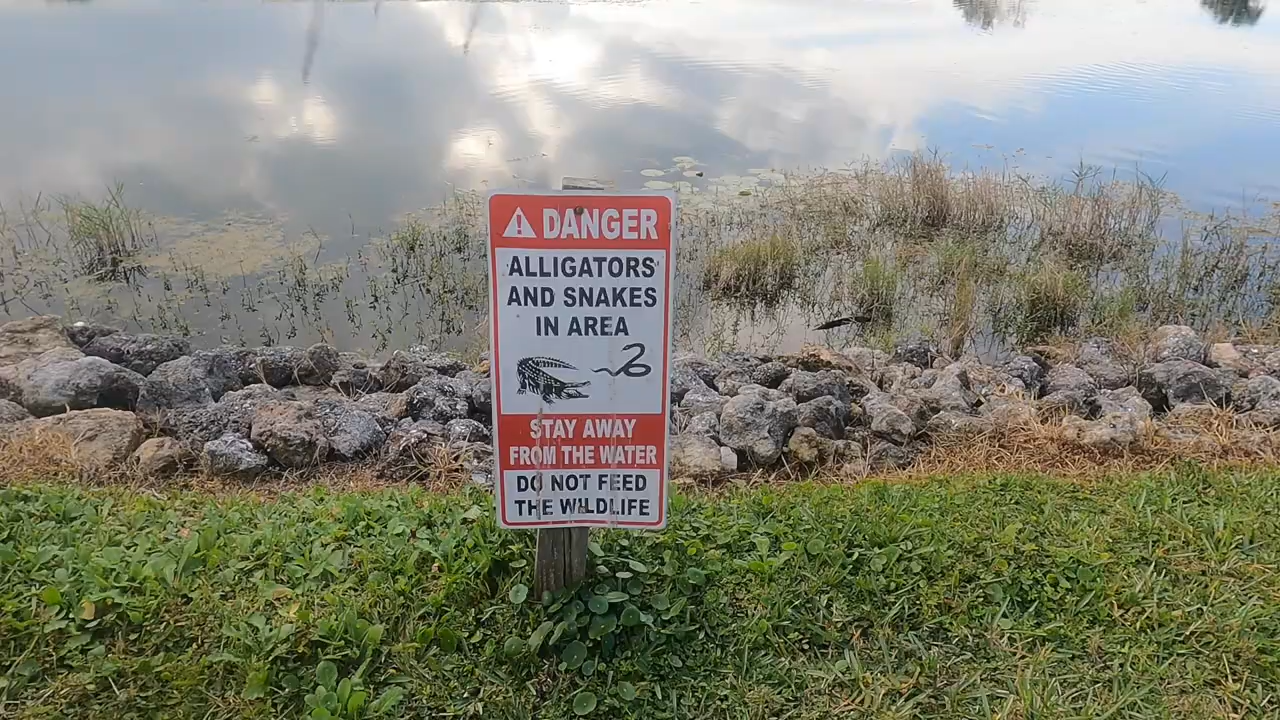 DANGER
ALLIGATORS
AND SNAKES
IN AREA
STAY AWAY
FROM THE WATER
DO NOT FEED
THE WILDLIFE